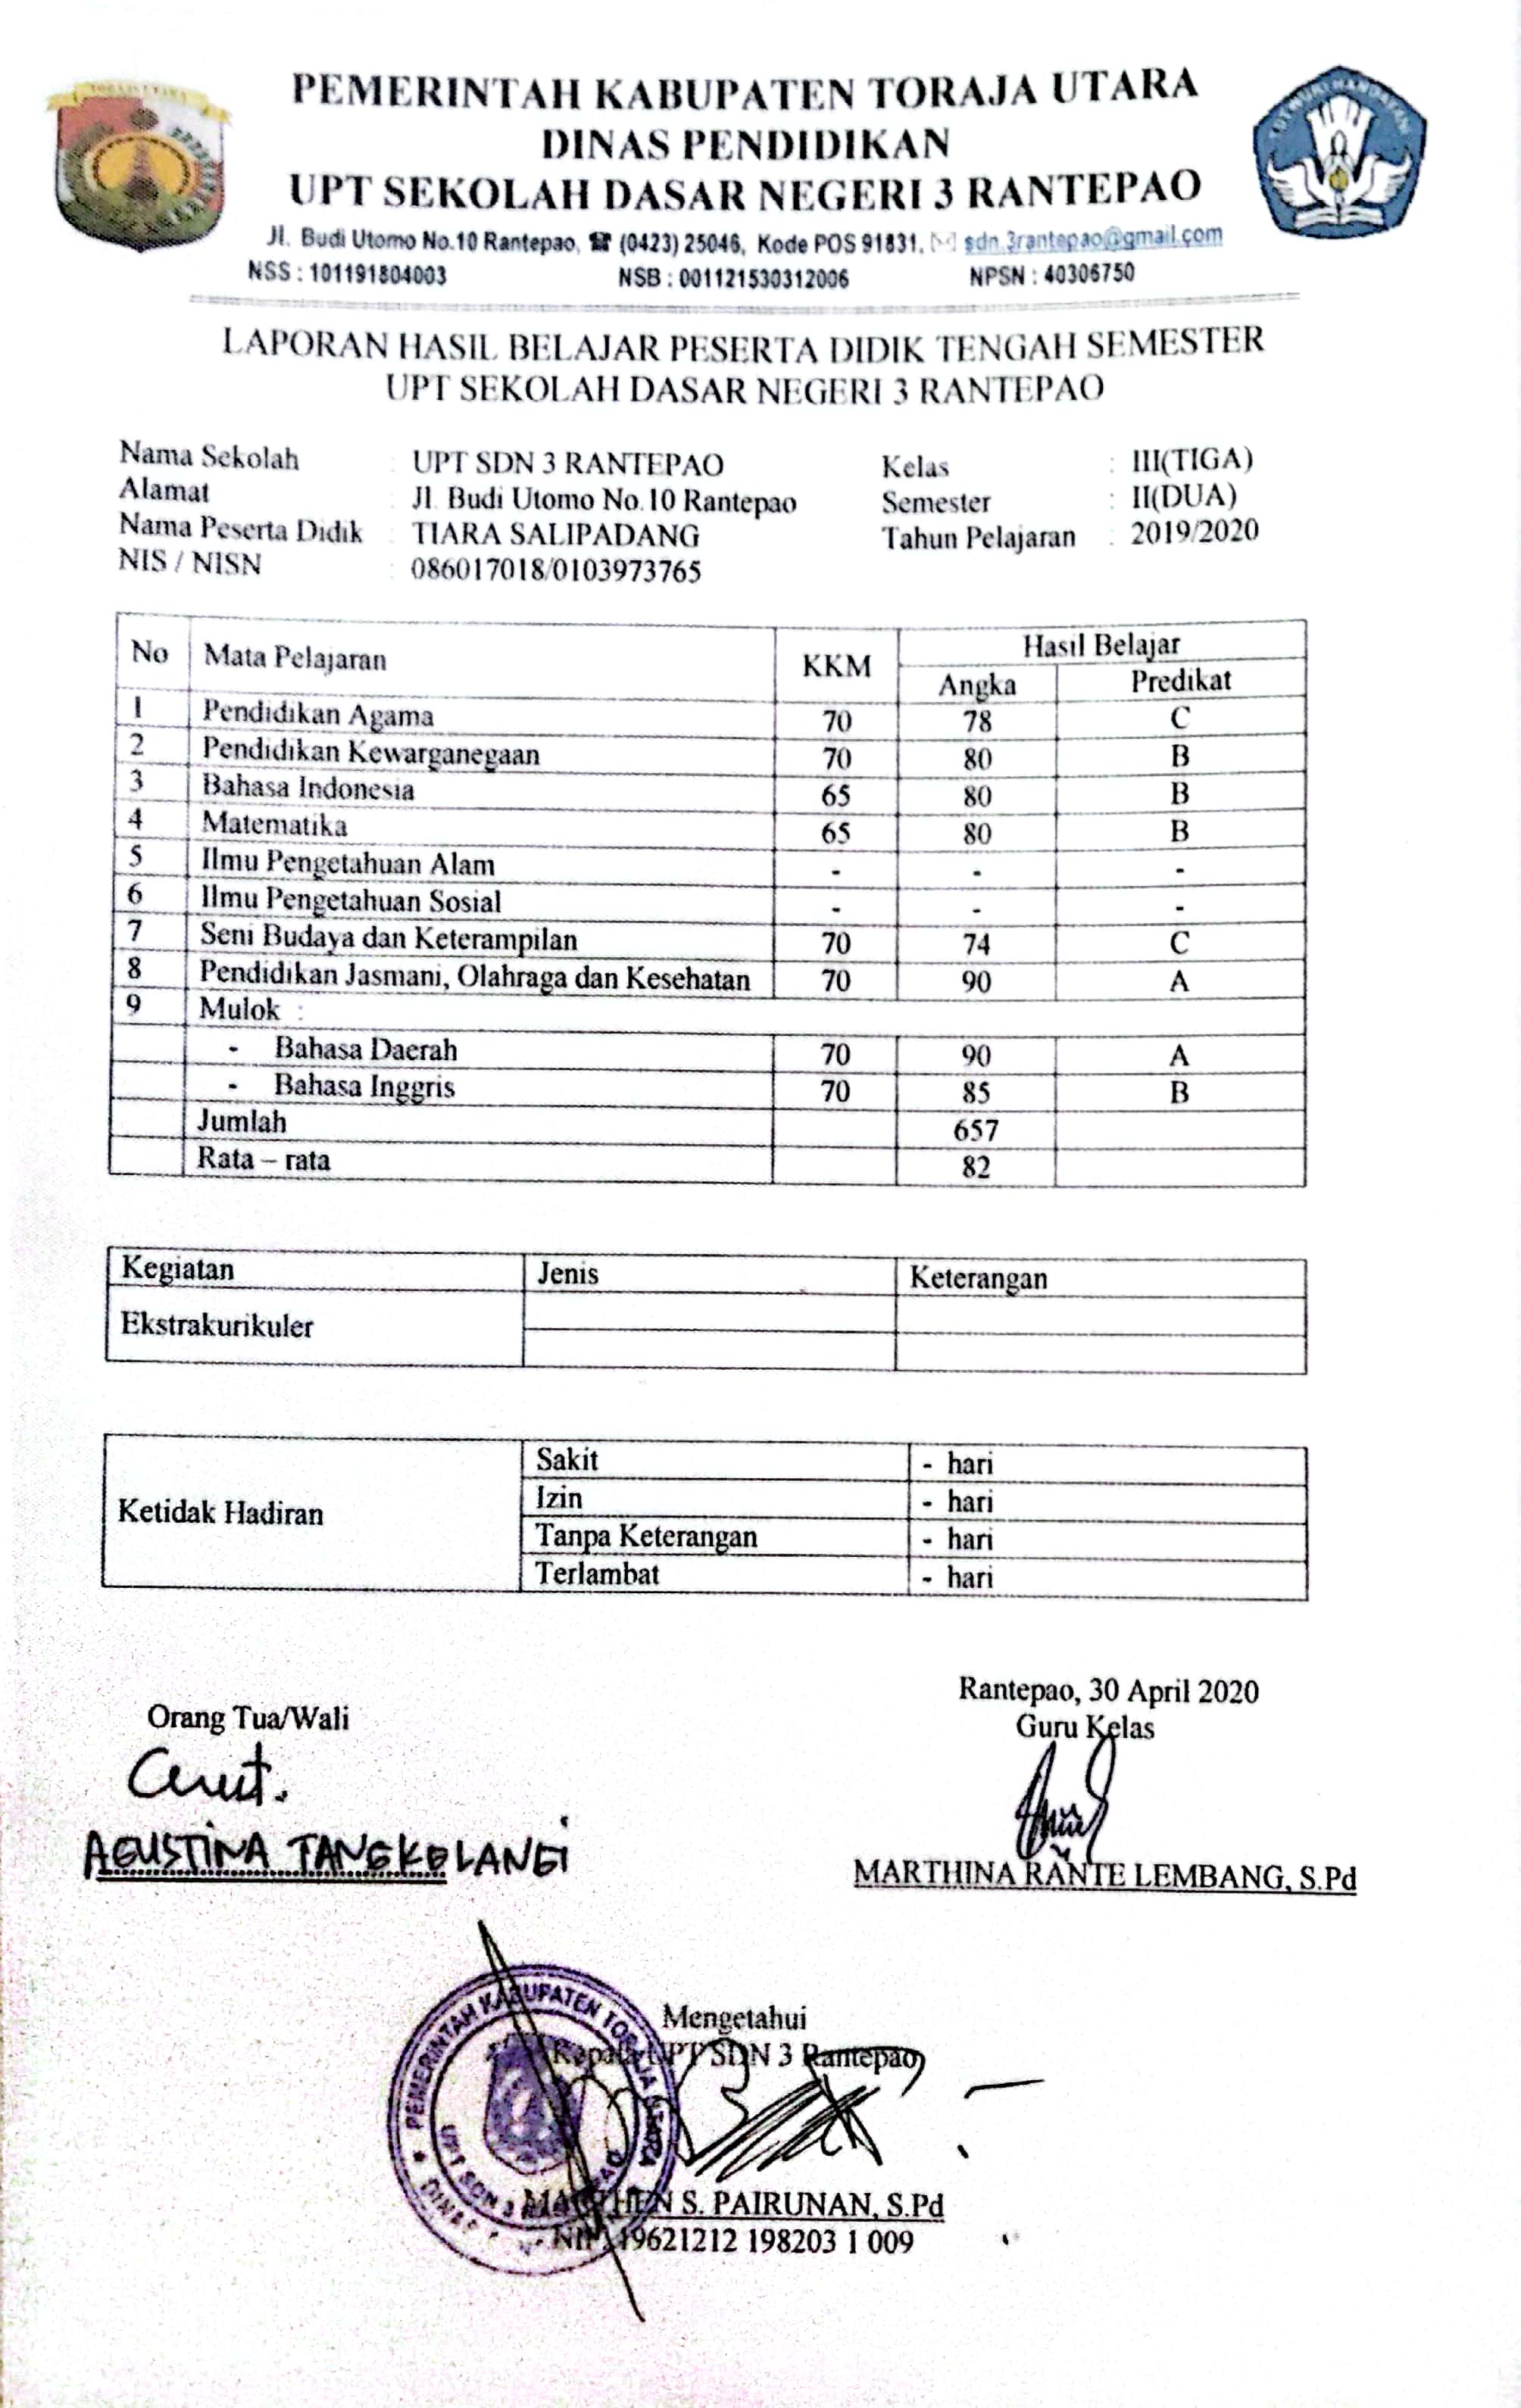 PEMERINTAH KABUPATEN TORAJA UTARA
DINAS PENDIDIKAN
UPT SEKOLAH DASAR NEGERI 3 RANTEPAO
Jl. Budi Utomo No.10 Rantepao, ☎ (0423) 25046, Kode POS 91831, ✉ sdn.3rantepao@gmail.com
NSS : 101191804003 NSB : 001121530312006 NPSN : 40306750
LAPORAN HASIL BELAJAR PESERTA DIDIK TENGAH SEMESTER
UPT SEKOLAH DASAR NEGERI 3 RANTEPAO
Nama Sekolah : UPT SDN 3 RANTEPAO Kelas : III(TIGA)
Alamat : Jl. Budi Utomo No.10 Rantepao Semester : II(DUA)
Nama Peserta Didik : TIARA SALIPADANG Tahun Pelajaran : 2019/2020
NIS / NISN : 086017018/0103973765
No Mata Pelajaran KKM Hasil Belajar
Angka Predikat
1 Pendidikan Agama 70 78 C
2 Pendidikan Kewarganegaan 70 80 B
3 Bahasa Indonesia 65 80 B
4 Matematika 65 80 B
5 Ilmu Pengetahuan Alam - - -
6 Ilmu Pengetahuan Sosial - - -
7 Seni Budaya dan Keterampilan 70 74 C
8 Pendidikan Jasmani, Olahraga dan Kesehatan 70 90 A
9 Mulok :
- Bahasa Daerah 70 90 A
- Bahasa Inggris 70 85 B
Jumlah 657
Rata – rata 82
Kegiatan Jenis Keterangan
Ekstrakurikuler
Ketidak Hadiran
Sakit - hari
Izin - hari
Tanpa Keterangan - hari
Terlambat - hari
Rantepao, 30 April 2020
Orang Tua/Wali Guru Kelas
AGUSTINA TANGKELANGI
MARTHINA RANTE LEMBANG, S.Pd
Mengetahui
Kepala UPT SDN 3 Rantepao
PEMERINTAH KABUPATEN TORAJA UTARA
UPT SDN 3
DINAS
MARTHEN S. PAIRUNAN, S.Pd
NIP. 19621212 198203 1 009